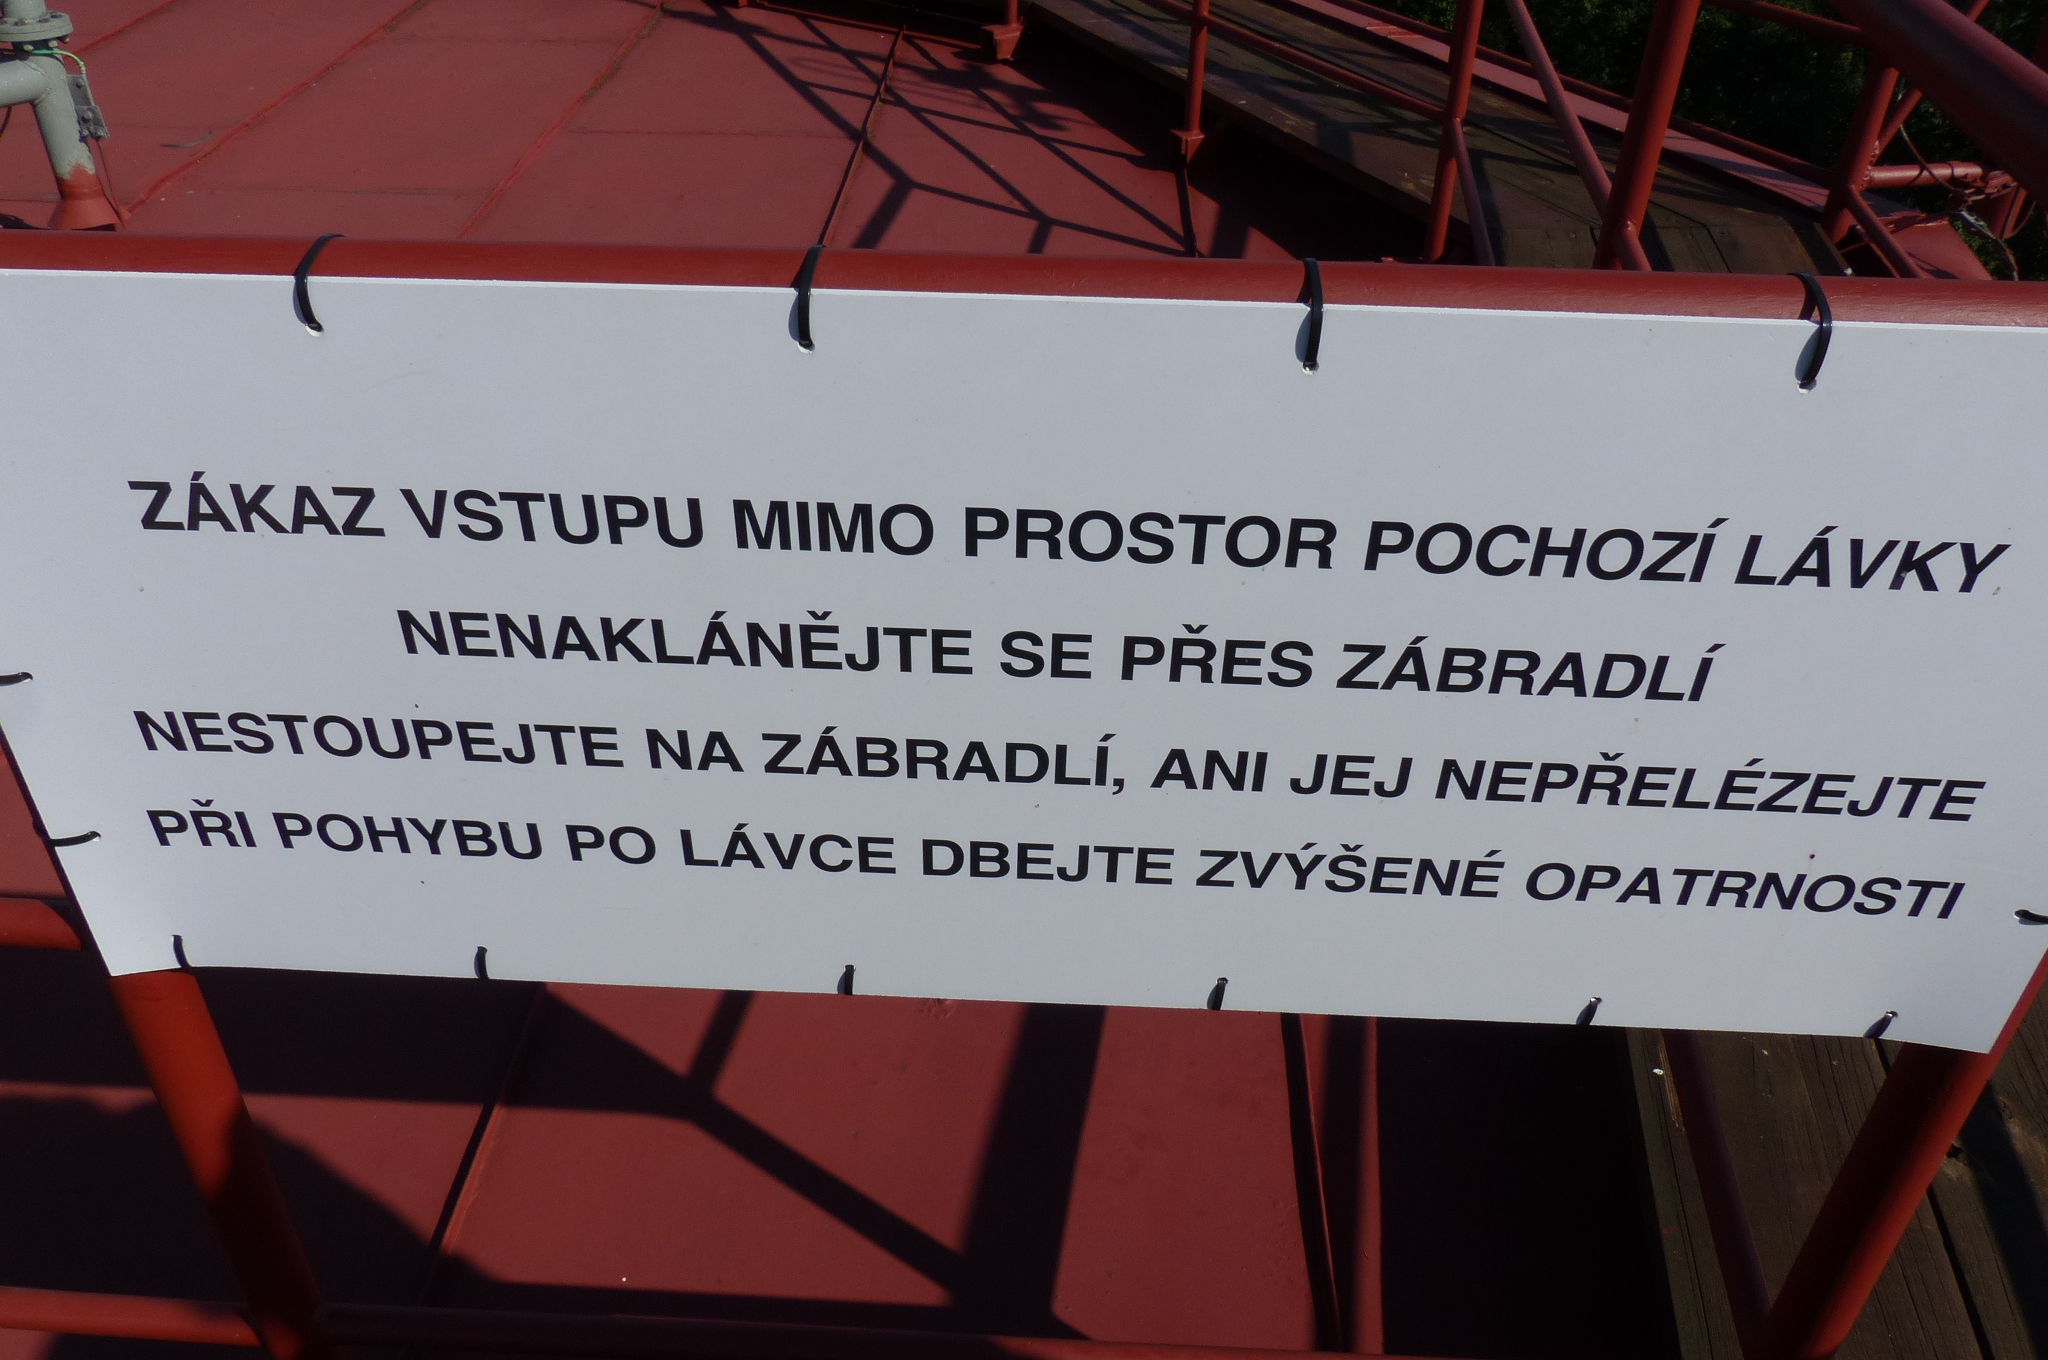 ZÁKAZ VSTUPU MIMO PROSTOR POCHOZÍ LÁVKY
NENAKLÁNĚJTE SE PŘES ZÁBRADLÍ
NESTOUPEJTE NA ZÁBRADLÍ, ANI JEJ NEPŘELÉZEJTE
PŘI POHYBU PO LÁVCE DBEJTE ZVÝŠENÉ OPATRNOSTI